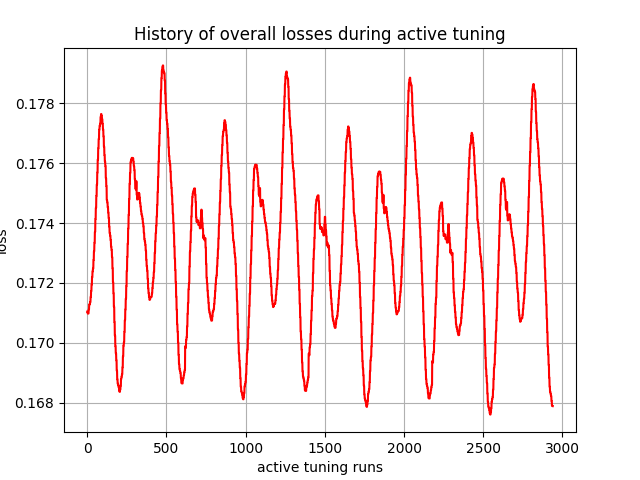 History of overall losses during active tuning
0.178
0.176
0.174
0.172
0.170
0.168
loss
0 500 1000 1500 2000 2500 3000
active tuning runs